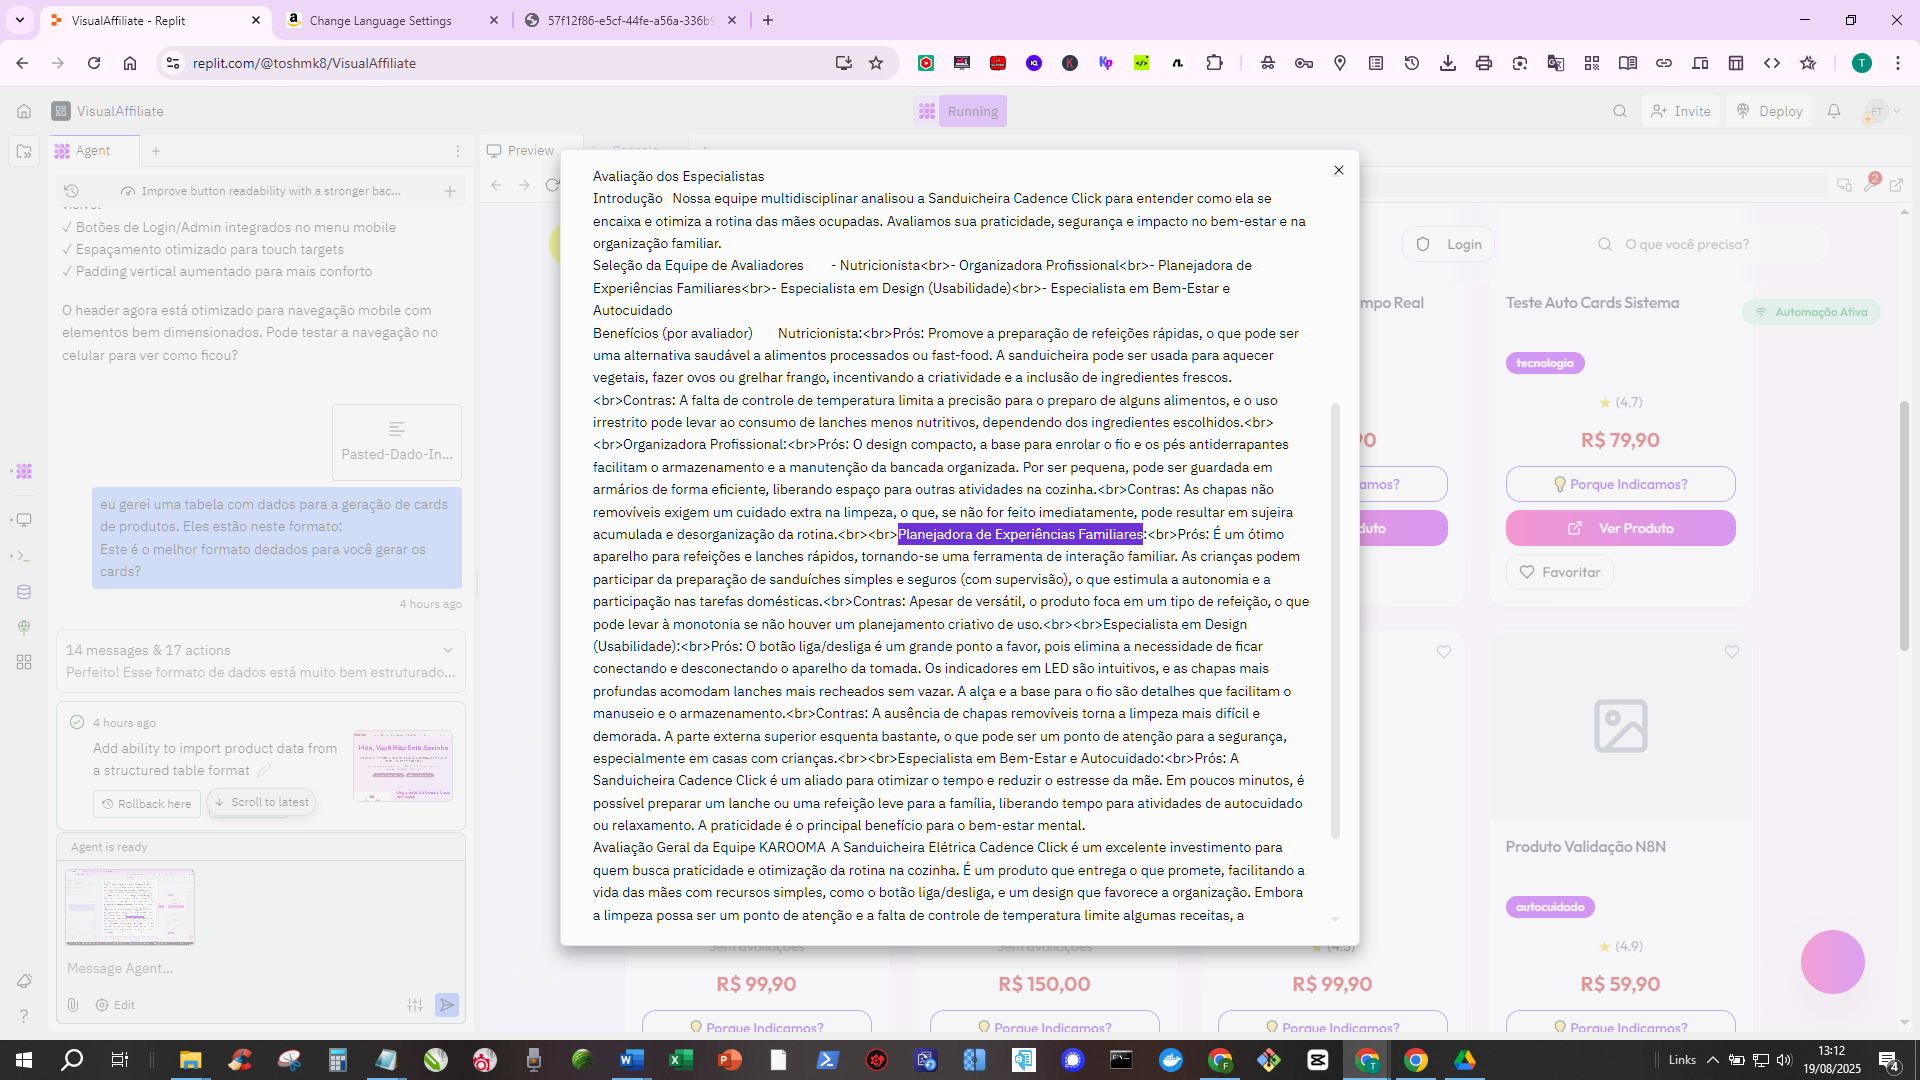 VisualAffiliate - Replit
Change Language Settings
57f12f86-e5cf-44fe-a56a-336b9
replit.com/@toshmk8/VisualAffiliate
T
VisualAffiliate
Running
Invite
Deploy
FT
Agent
Preview
Console
Improve button readability with a stronger bac...
2
✓ Botões de Login/Admin integrados no menu mobile
✓ Espaçamento otimizado para touch targets
✓ Padding vertical aumentado para mais conforto
O header agora está otimizado para navegação mobile com
elementos bem dimensionados. Pode testar a navegação no
celular para ver como ficou?
Pasted-Dado-In...
eu gerei uma tabela com dados para a geração de cards
de produtos. Eles estão neste formato:
Este é o melhor formato dedados para você gerar os
cards?
4 hours ago
14 messages & 17 actions
Perfeito! Esse formato de dados está muito bem estruturado...
4 hours ago
Add ability to import product data from
a structured table format
Mãe, Você Não Está Sozinha
Rollback here
Scroll to latest
Agent is ready
Message Agent...
Edit
Avaliação dos Especialistas
Introdução Nossa equipe multidisciplinar analisou a Sanduicheira Cadence Click para entender como ela se
encaixa e otimiza a rotina das mães ocupadas. Avaliamos sua praticidade, segurança e impacto no bem-estar e na
organização familiar.
Seleção da Equipe de Avaliadores - Nutricionista<br>- Organizadora Profissional<br>- Planejadora de
Experiências Familiares<br>- Especialista em Design (Usabilidade)<br>- Especialista em Bem-Estar e
Autocuidado
Benefícios (por avaliador) Nutricionista:<br>Prós: Promove a preparação de refeições rápidas, o que pode ser
uma alternativa saudável a alimentos processados ou fast-food. A sanduicheira pode ser usada para aquecer
vegetais, fazer ovos ou grelhar frango, incentivando a criatividade e a inclusão de ingredientes frescos.
<br>Contras: A falta de controle de temperatura limita a precisão para o preparo de alguns alimentos, e o uso
irrestrito pode levar ao consumo de lanches menos nutritivos, dependendo dos ingredientes escolhidos.<br>
<br>Organizadora Profissional:<br>Prós: O design compacto, a base para enrolar o fio e os pés antiderrapantes
facilitam o armazenamento e a manutenção da bancada organizada. Por ser pequena, pode ser guardada em
armários de forma eficiente, liberando espaço para outras atividades na cozinha.<br>Contras: As chapas não
removíveis exigem um cuidado extra na limpeza, o que, se não for feito imediatamente, pode resultar em sujeira
acumulada e desorganização da rotina.<br><br>Planejadora de Experiências Familiares:<br>Prós: É um ótimo
aparelho para refeições e lanches rápidos, tornando-se uma ferramenta de interação familiar. As crianças podem
participar da preparação de sanduíches simples e seguros (com supervisão), o que estimula a autonomia e a
participação nas tarefas domésticas.<br>Contras: Apesar de versátil, o produto foca em um tipo de refeição, o que
pode levar à monotonia se não houver um planejamento criativo de uso.<br><br>Especialista em Design
(Usabilidade):<br>Prós: O botão liga/desliga é um grande ponto a favor, pois elimina a necessidade de ficar
conectando e desconectando o aparelho da tomada. Os indicadores em LED são intuitivos, e as chapas mais
profundas acomodam lanches mais recheados sem vazar. A alça e a base para o fio são detalhes que facilitam o
manuseio e o armazenamento.<br>Contras: A ausência de chapas removíveis torna a limpeza mais difícil e
demorada. A parte externa superior esquenta bastante, o que pode ser um ponto de atenção para a segurança,
especialmente em casas com crianças.<br><br>Especialista em Bem-Estar e Autocuidado:<br>Prós: A
Sanduicheira Cadence Click é um aliado para otimizar o tempo e reduzir o estresse da mãe. Em poucos minutos, é
possível preparar um lanche ou uma refeição leve para a família, liberando tempo para atividades de autocuidado
ou relaxamento. A praticidade é o principal benefício para o bem-estar mental.
Avaliação Geral da Equipe KAROOMA A Sanduicheira Elétrica Cadence Click é um excelente investimento para
quem busca praticidade e otimização da rotina na cozinha. É um produto que entrega o que promete, facilitando a
vida das mães com recursos simples, como o botão liga/desliga, e um design que favorece a organização. Embora
a limpeza possa ser um ponto de atenção e a falta de controle de temperatura limite algumas receitas, a
Login
O que você precisa?
mpo Real
Teste Auto Cards Sistema
Automação Ativa
tecnologia
(4.7)
90
R$ 79,90
amos?
Porque Indicamos?
duto
Ver Produto
Favoritar
Produto Validação N8N
autocuidado
Sem avaliações
Sem avaliações
(4.5)
(4.9)
R$ 99,90
R$ 150,00
R$ 99,90
R$ 59,90
Porque Indicamos?
Porque Indicamos?
Porque Indicamos?
Porque Indicamos?
Links
13:12
19/08/2025
4